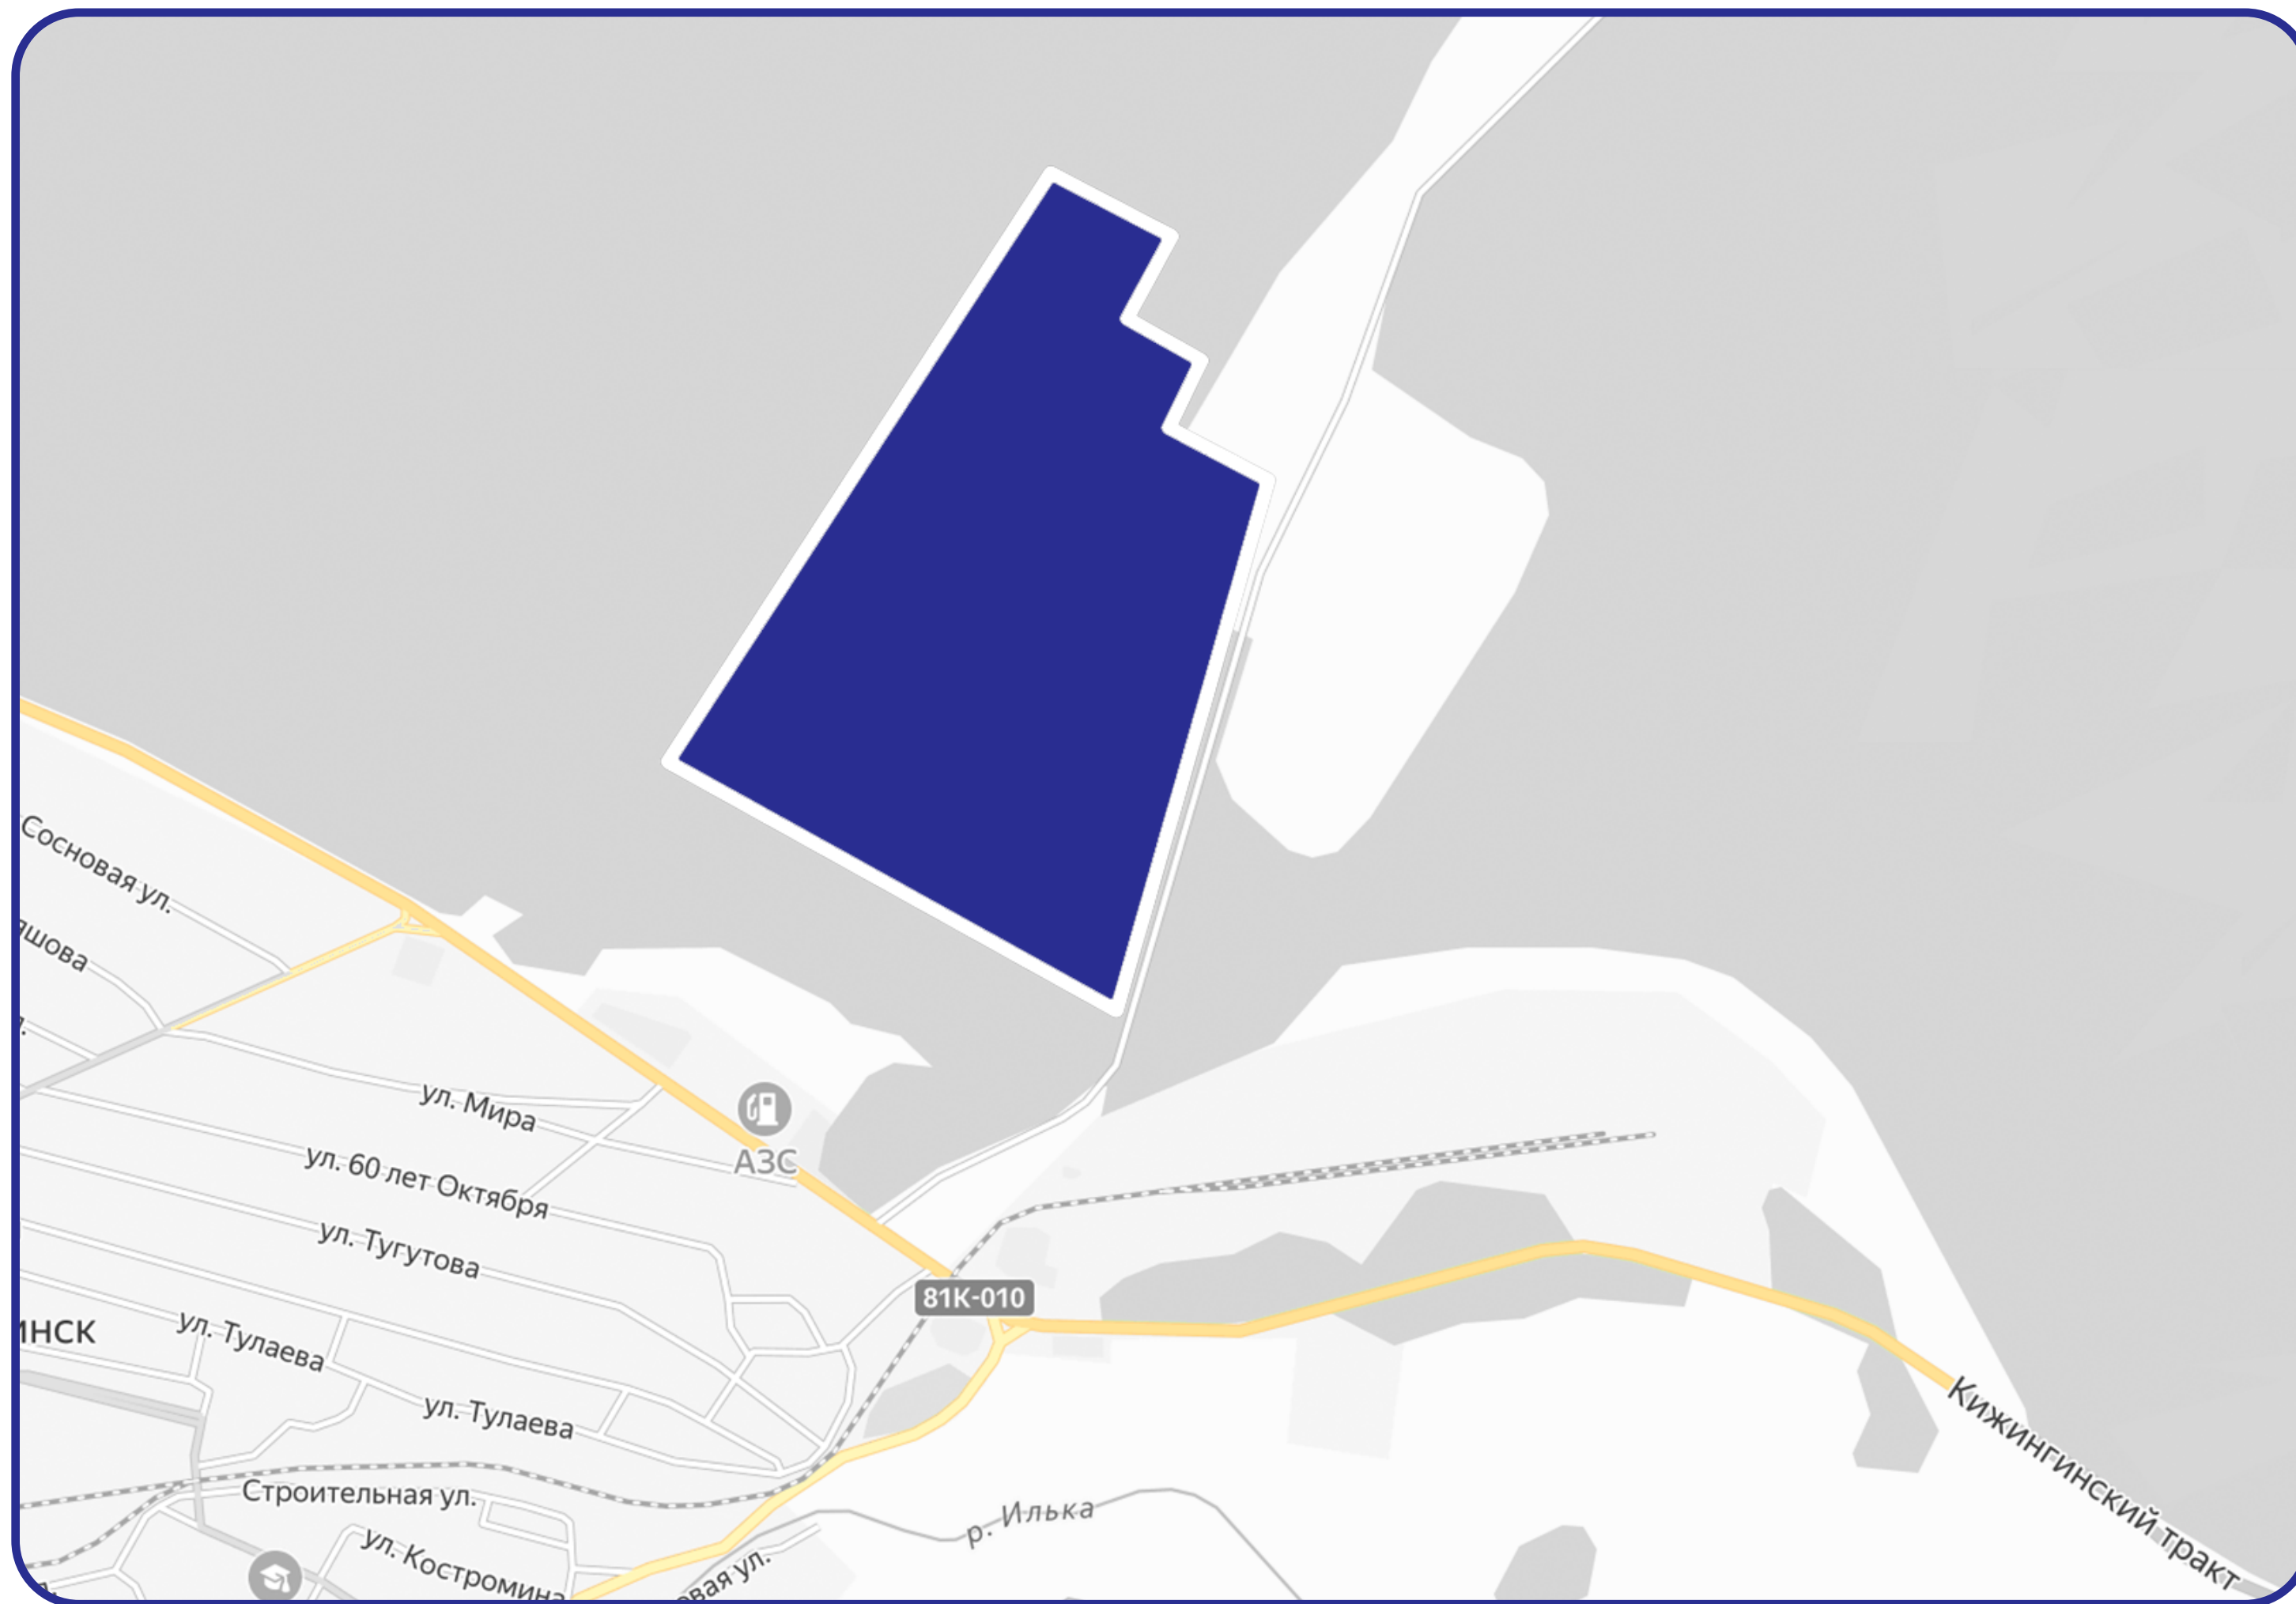 Сосновая ул.
ул. Мира
АЗС
ул. 60 лет Октября
ул. Тугутова
81К-010
ул. Тулаева
ул. Тулаева
Кижингинский тракт
Строительная ул.
р. Илька
ул. Костромина